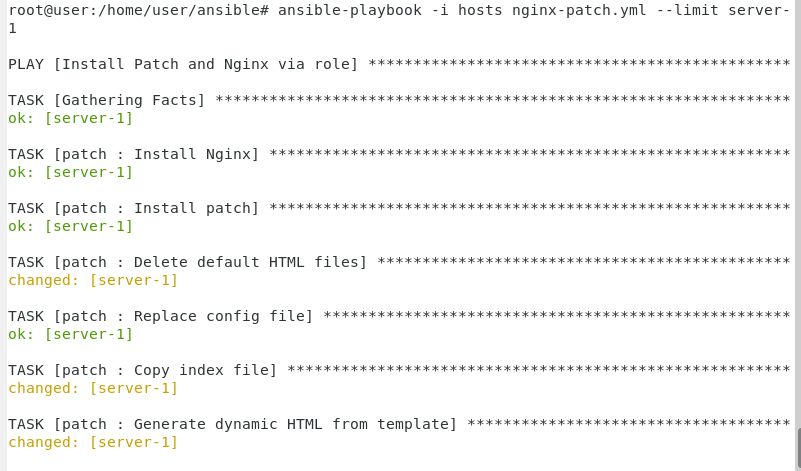 root@user:/home/user/ansible# ansible-playbook -i hosts nginx-patch.yml --limit server-
1
PLAY [Install Patch and Nginx via role] ***********************************************
TASK [Gathering Facts] ****************************************************************
ok: [server-1]
TASK [patch : Install Nginx] **********************************************************
ok: [server-1]
TASK [patch : Install patch] **********************************************************
ok: [server-1]
TASK [patch : Delete default HTML files] **********************************************
changed: [server-1]
TASK [patch : Replace config file] ****************************************************
ok: [server-1]
TASK [patch : Copy index file] ********************************************************
changed: [server-1]
TASK [patch : Generate dynamic HTML from template] ************************************
changed: [server-1]